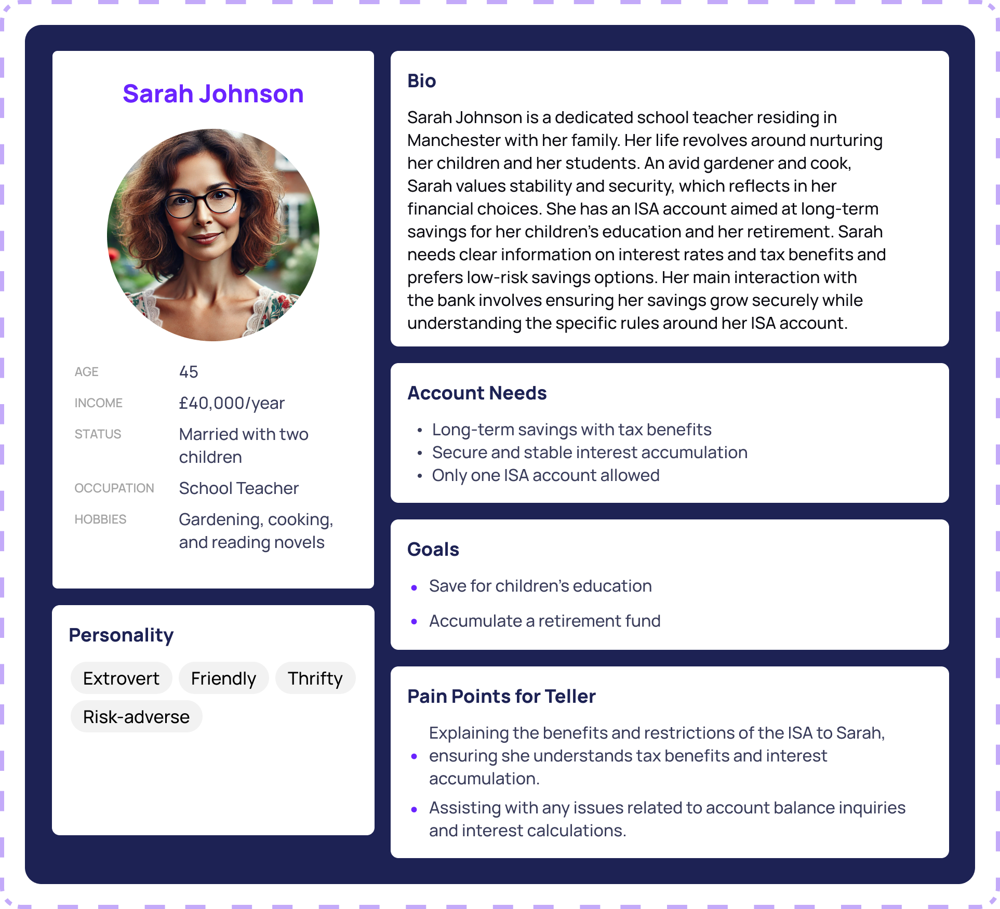 Sarah Johnson
AGE 45
INCOME £40,000/year
STATUS Married with two
children
OCCUPATION School Teacher
HOBBIES Gardening, cooking,
and reading novels
Personality
Extrovert Friendly Thrifty
Risk-adverse
Bio
Sarah Johnson is a dedicated school teacher residing in
Manchester with her family. Her life revolves around nurturing
her children and her students. An avid gardener and cook,
Sarah values stability and security, which reflects in her
financial choices. She has an ISA account aimed at long-term
savings for her children’s education and her retirement. Sarah
needs clear information on interest rates and tax benefits and
prefers low-risk savings options. Her main interaction with
the bank involves ensuring her savings grow securely while
understanding the specific rules around her ISA account.
Account Needs
• Long-term savings with tax benefits
• Secure and stable interest accumulation
• Only one ISA account allowed
Goals
• Save for children’s education
• Accumulate a retirement fund
Pain Points for Teller
Explaining the benefits and restrictions of the ISA to Sarah,
• ensuring she understands tax benefits and interest
accumulation.
• Assisting with any issues related to account balance inquiries
and interest calculations.